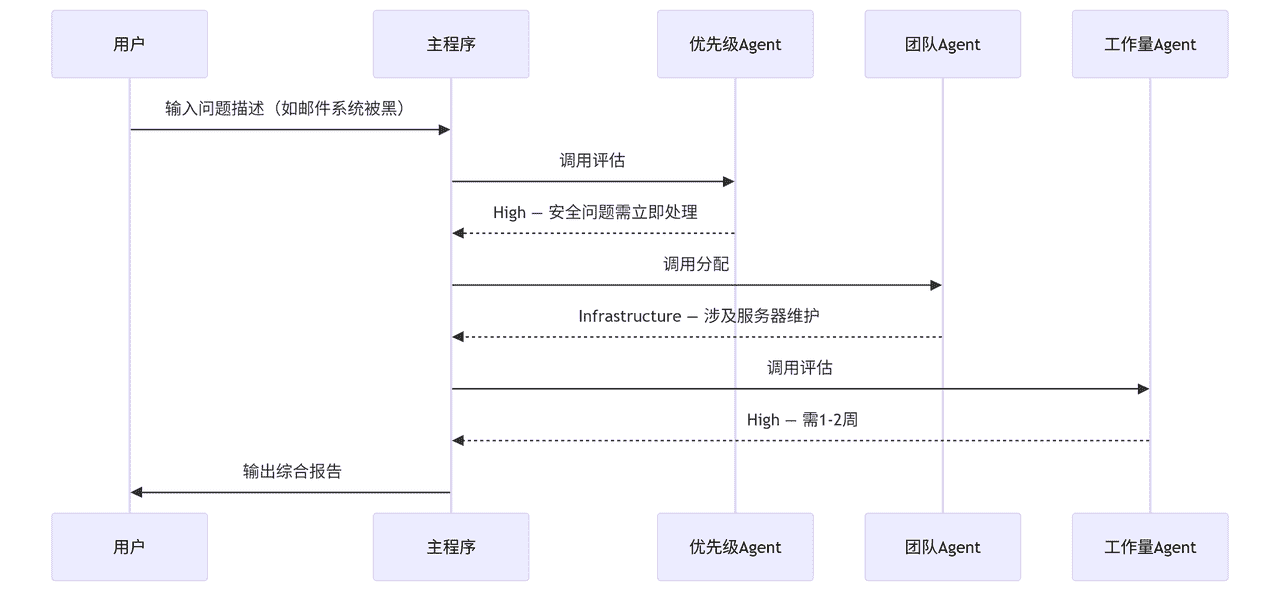 用户
主程序
优先级Agent
团队Agent
工作量Agent
输入问题描述（如邮件系统被黑）
调用评估
High — 安全问题需立即处理
调用分配
Infrastructure — 涉及服务器维护
调用评估
High — 需1-2周
输出综合报告
用户
主程序
优先级Agent
团队Agent
工作量Agent